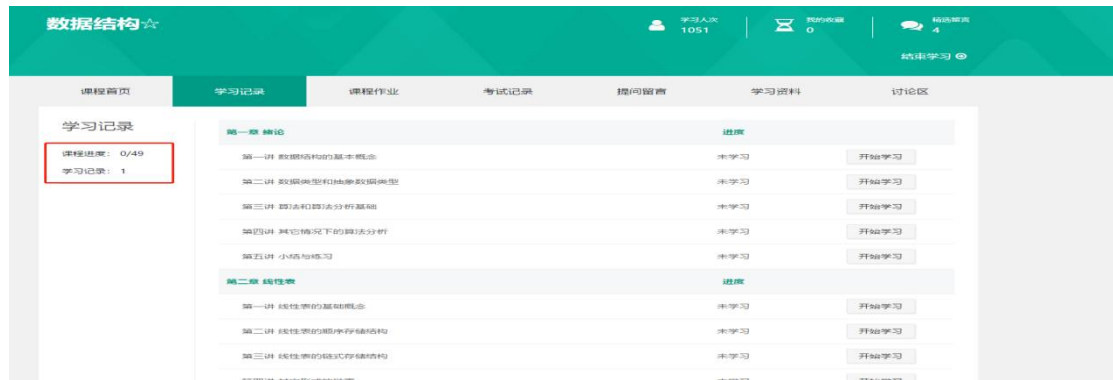 数据结构☆
学习人次
1051
我的收藏
0
精选留言
4
结束学习
课程首页 学习记录 课程作业 考试记录 提问留言 学习资料 讨论区
学习记录
课程进度: 0/49
学习记录: 1
第一章 绪论 进度
第一讲 数据结构的基本概念 未学习 开始学习
第二讲 数据类型和抽象数据类型 未学习 开始学习
第三讲 算法和算法分析基础 未学习 开始学习
第四讲 其它情况下的算法分析 未学习 开始学习
第五讲 小结与练习 未学习 开始学习
第二章 线性表 进度
第一讲 线性表的基础概念 未学习 开始学习
第二讲 线性表的顺序存储结构 未学习 开始学习
第三讲 线性表的链式存储结构 未学习 开始学习